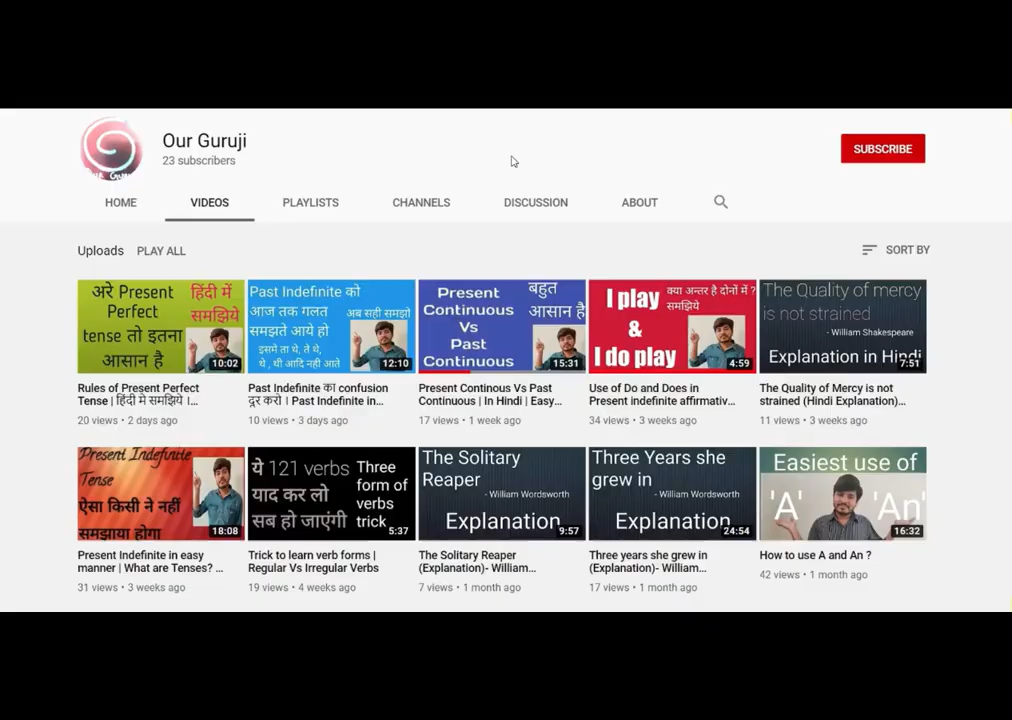 Our Guruji
23 subscribers
SUBSCRIBE
HOME VIDEOS PLAYLISTS CHANNELS DISCUSSION ABOUT
Uploads PLAY ALL SORT BY
अरे Present
Perfect
tense तो इतना
आसान है
हिंदी में
समझिये
10:02
Past Indefinite को
आज तक गलत
समझते आये हो
अब सही समझो
इसमें ता थे, ते थे,
थे , थी आदि नही आते
12:10
Present
Continuous
Vs
Past
Continuous
बहुत
आसान है
15:31
I play
&
I do play
क्या अन्तर है दोनों में ?
समझिये
4:59
The Quality of mercy
is not strained
- William Shakespeare
Explanation in Hindi
7:51
Rules of Present Perfect
Tense | हिंदी मे समझिये ।...
20 views • 2 days ago
Past Indefinite का confusion
दूर करो । Past Indefinite in...
10 views • 3 days ago
Present Continous Vs Past
Continuous | In Hindi | Easy...
17 views • 1 week ago
Use of Do and Does in
Present indefinite affirmativ...
34 views • 3 weeks ago
The Quality of Mercy is not
strained (Hindi Explanation)...
11 views • 3 weeks ago
Present Indefinite
Tense
ऐसा किसी ने नहीं
समझाया होगा
18:08
ये 121 verbs
याद कर लो
सब हो जाएंगी
Three
form of
verbs
trick
5:37
The Solitary
Reaper
- William Wordsworth
Explanation
9:57
Three Years she
grew in
- William Wordsworth
Explanation
24:54
Easiest use of
'A' 'An'
16:32
Present Indefinite in easy
manner | What are Tenses? ...
31 views • 3 weeks ago
Trick to learn verb forms |
Regular Vs Irregular Verbs
19 views • 4 weeks ago
The Solitary Reaper
(Explanation)- William...
7 views • 1 month ago
Three years she grew in
(Explanation)- William...
17 views • 1 month ago
How to use A and An ?
42 views • 1 month ago